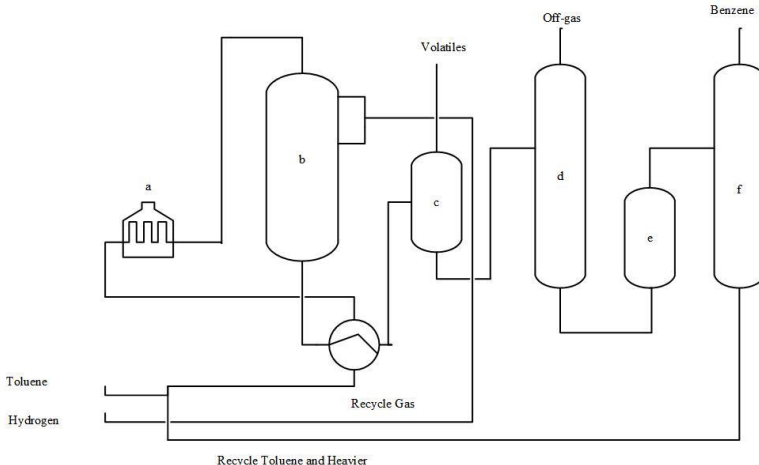 Off-gas
Benzene
Volatiles
b
d
a
f
c
e
Toluene
Recycle Gas
Hydrogen
Recycle Toluene and Heavier